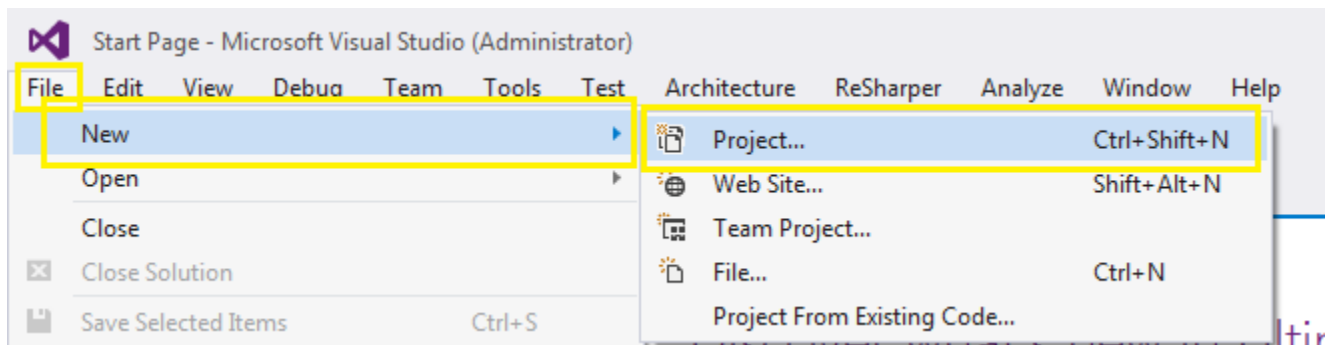 Start Page - Microsoft Visual Studio (Administrator)
File Edit View Debug Team Tools Test Architecture ReSharper Analyze Window Help
New
Project... Ctrl+Shift+N
Open
Web Site... Shift+Alt+N
Close
Team Project...
Close Solution
File... Ctrl+N
Save Selected Items Ctrl+S
Project From Existing Code...